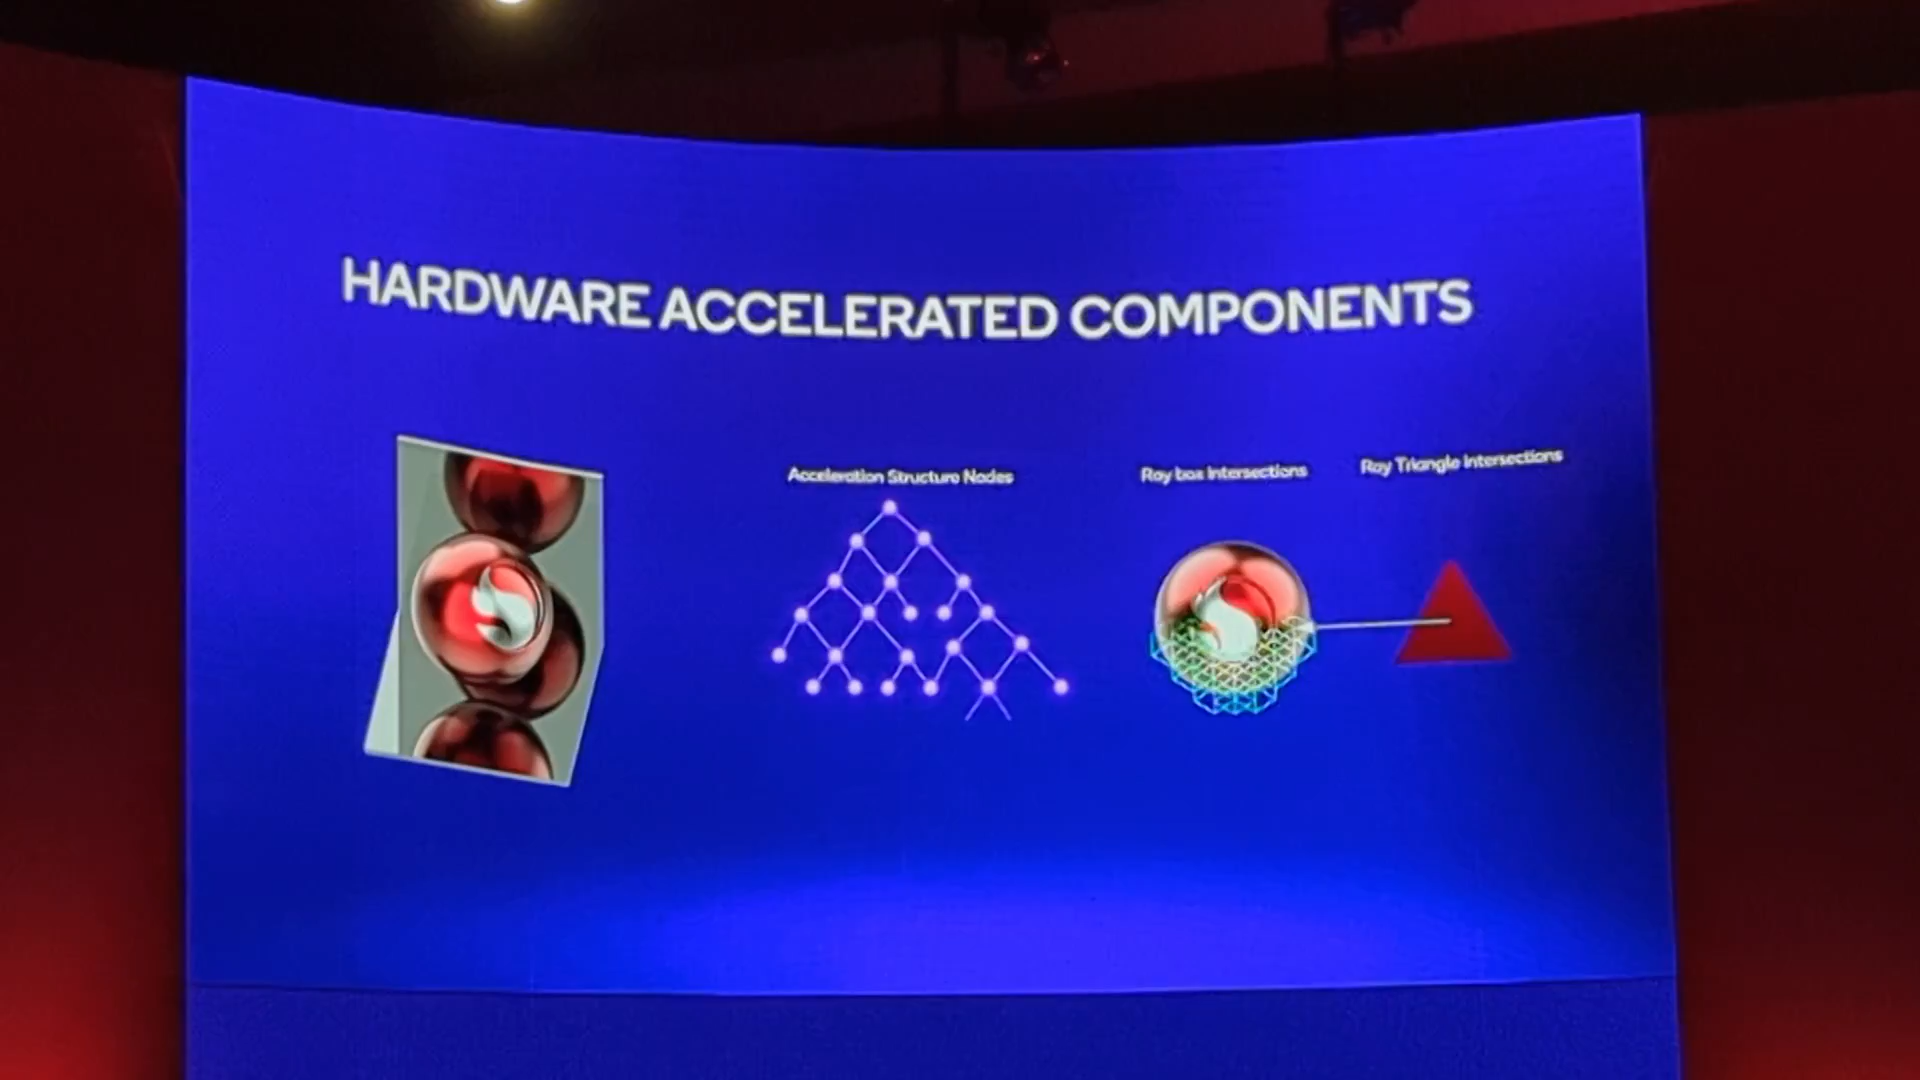 HARDWARE ACCELERATED COMPONENTS
Acceleration Structure Nodes
Ray box Intersections
Ray Triangle Intersections